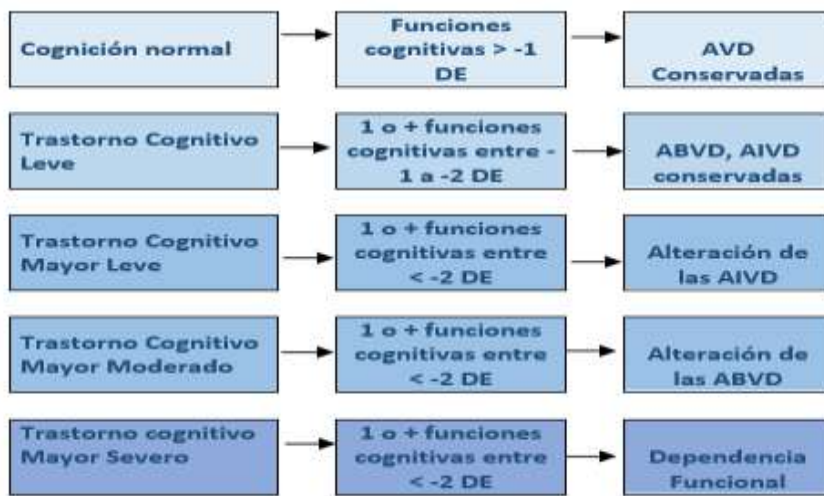 Cognición normal
Funciones
cognitivas > -1
DE
AVD
Conservadas
Trastorno Cognitivo
Leve
1 o + funciones
cognitivas entre -
1 a -2 DE
ABVD, AIVD
conservadas
Trastorno Cognitivo
Mayor Leve
1 o + funciones
cognitivas entre
< -2 DE
Alteración de
las AIVD
Trastorno Cognitivo
Mayor Moderado
1 o + funciones
cognitivas entre
< -2 DE
Alteración de
las ABVD
Trastorno cognitivo
Mayor Severo
1 o + funciones
cognitivas entre
< -2 DE
Dependencia
Funcional